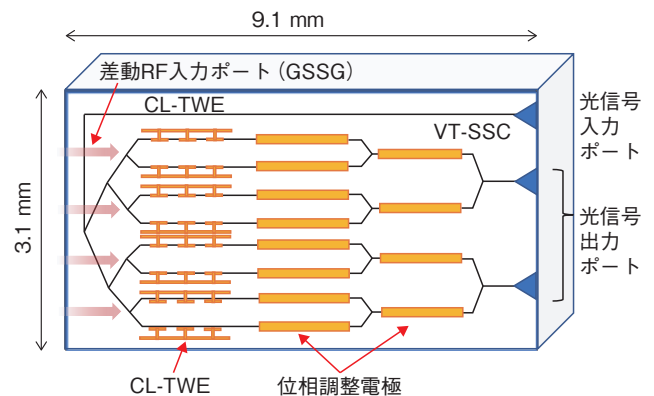 9.1 mm
差動RF入力ポート（GSSG）
CL-TWE
VT-SSC
光信号
入力
ポート
3.1 mm
光信号
出力
ポート
CL-TWE
位相調整電極